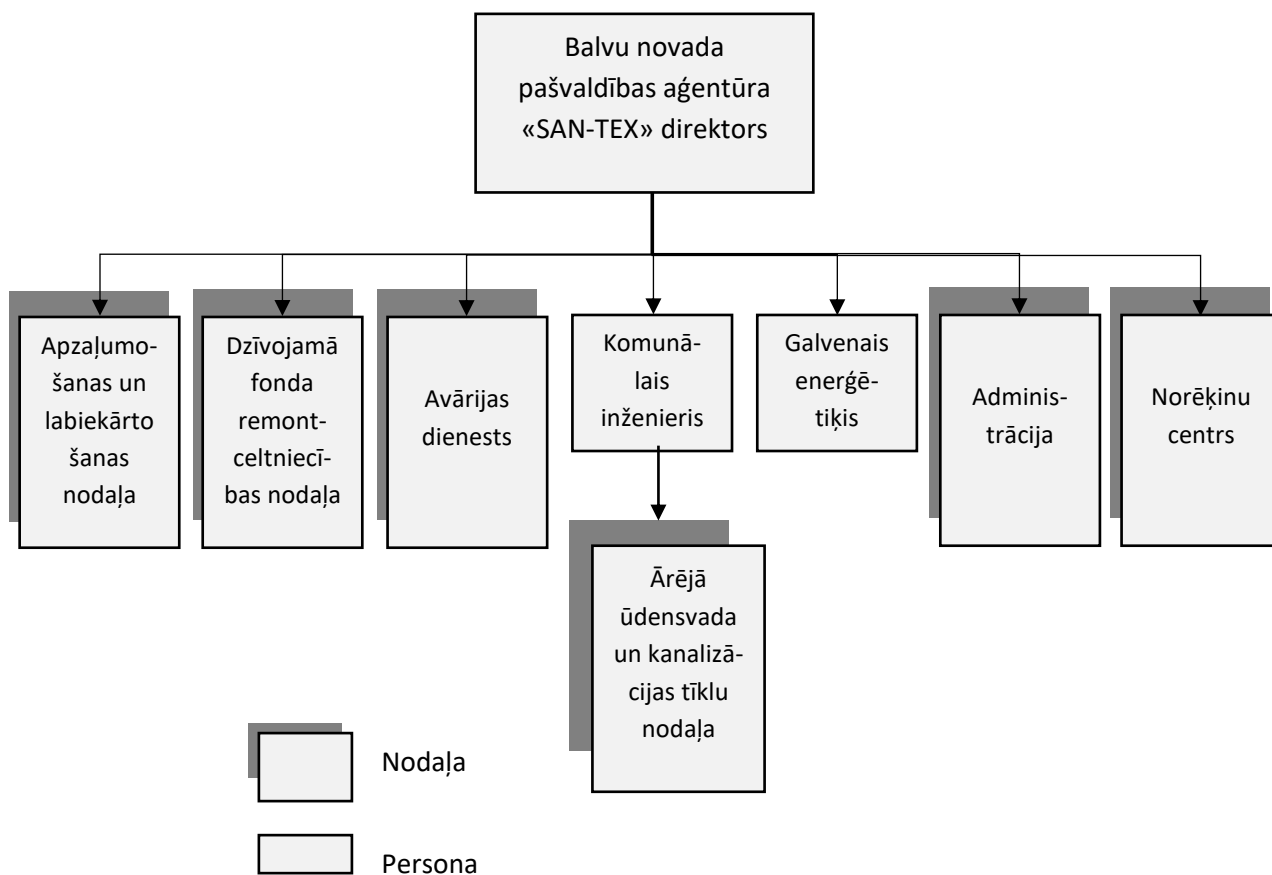 Balvu novada
pašvaldības aģentūra
«SAN-TEX» direktors
Apzaļumo-
šanas un
labiekārto
šanas
nodaļa
Dzīvojamā
fonda
remont-
celtniecī-
bas nodaļa
Avārijas
dienests
Komunā-
lais
inženieris
Galvenais
enerģē-
tiķis
Adminis-
trācija
Norēķinu
centrs
Ārējā
ūdensvada
un kanalizā-
cijas tīklu
nodaļa
Nodaļa
Persona